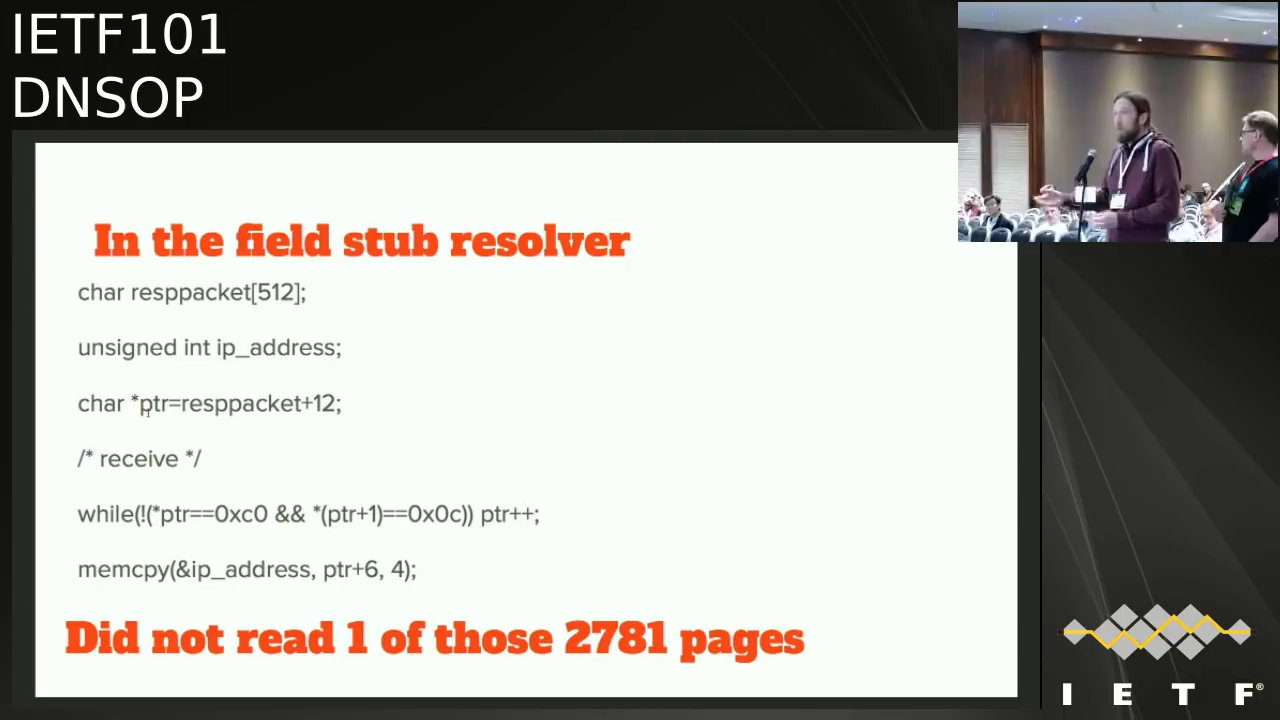 IETF101
DNSOP
In the field stub resolver
char resppacket[512];
unsigned int ip_address;
char *ptr=resppacket+12;
/* receive */
while(!(*ptr==0xc0 && *(ptr+1)==0x0c)) ptr++;
memcpy(&ip_address, ptr+6, 4);
Did not read 1 of those 2781 pages
I E T F®